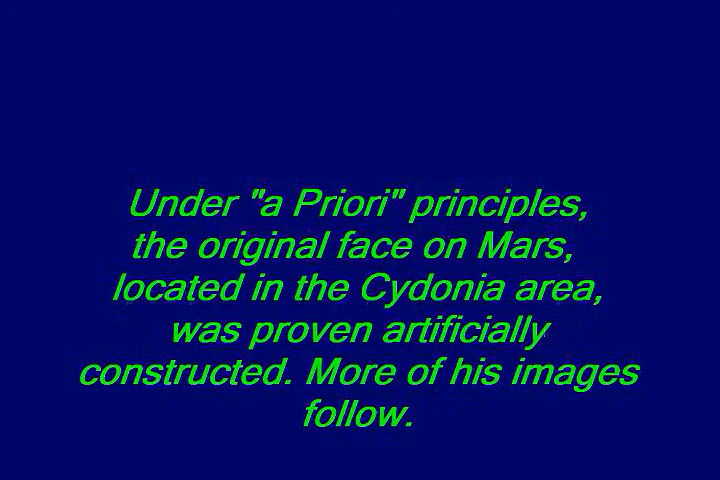 Under "a Priori" principles,
the original face on Mars,
located in the Cydonia area,
was proven artificially
constructed. More of his images
follow.